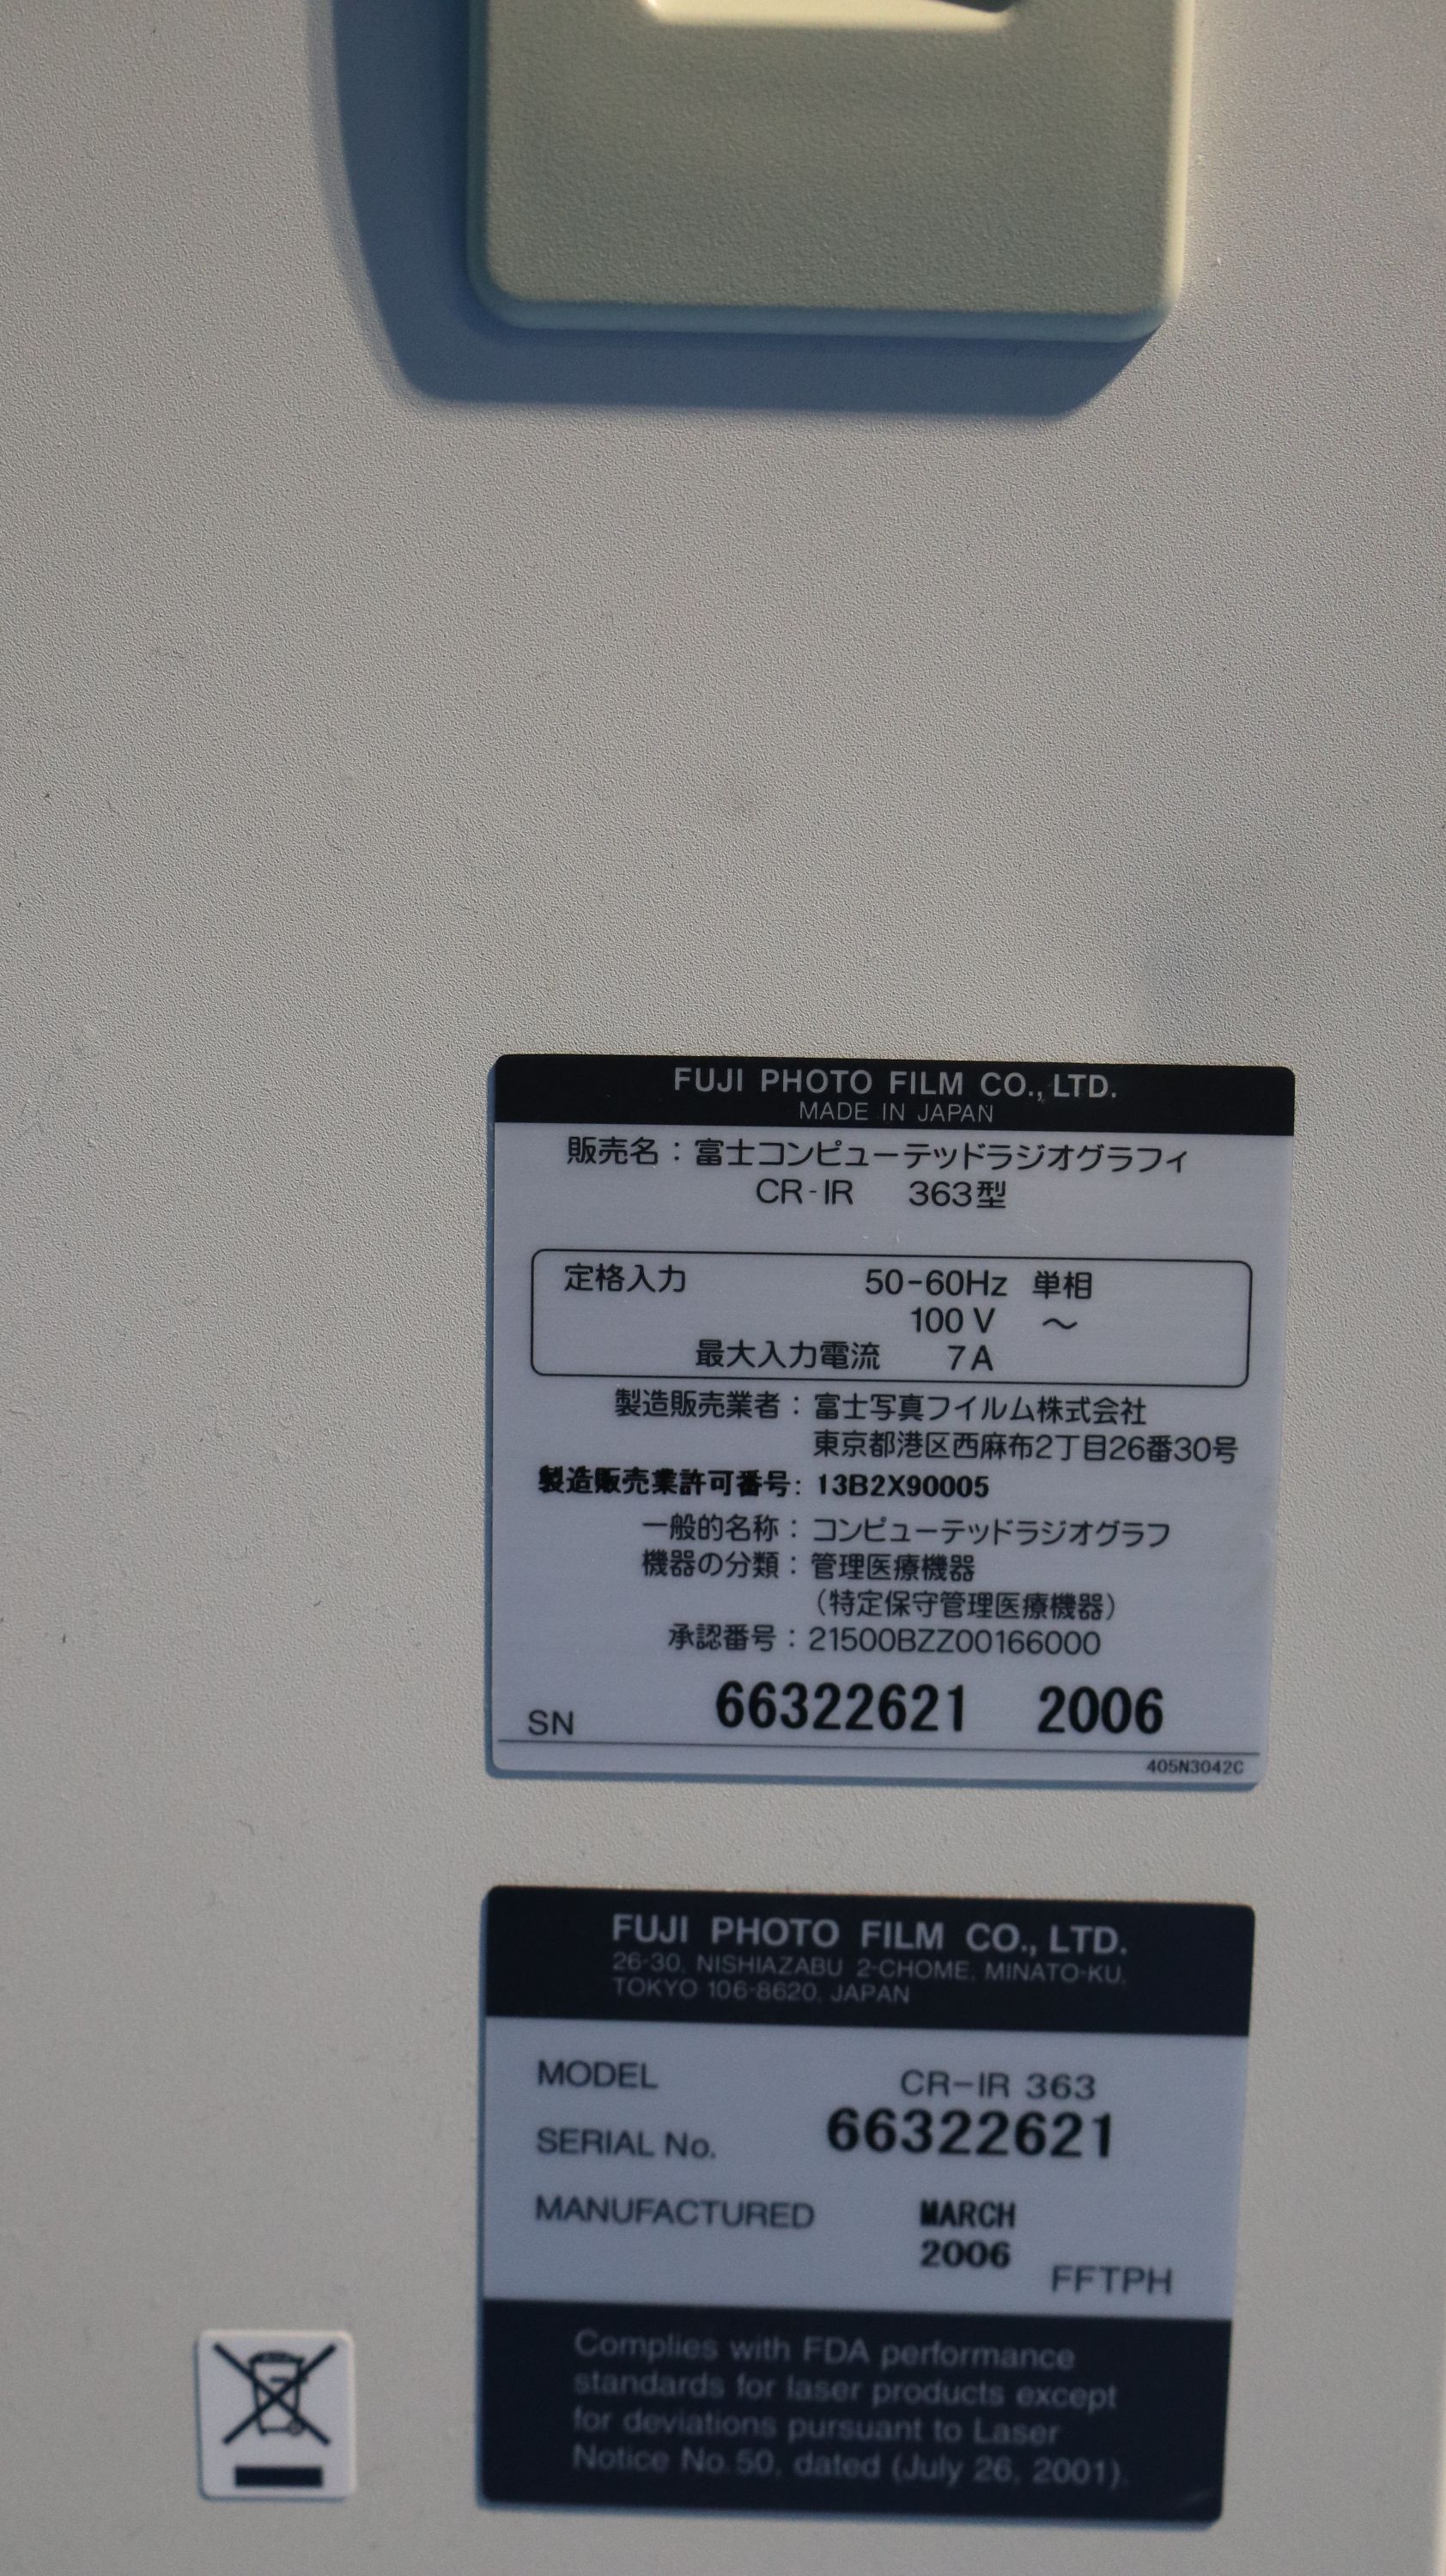 FUJI PHOTO FILM CO., LTD.
MADE IN JAPAN
販売名：富士コンピューテッドラジオグラフィ
CR-IR 363型
定格入力 50-60Hz 単相
100 V ～
最大入力電流 7A
製造販売業者：富士写真フイルム株式会社
東京都港区西麻布2丁目26番30号
製造販売業許可番号: 13B2X90005
一般的名称：コンピューテッドラジオグラフ
機器の分類：管理医療機器
（特定保守管理医療機器）
承認番号：21500BZZ00166000
SN 66322621 2006
405N3042C
FUJI PHOTO FILM CO., LTD.
26-30, NISHIAZABU 2-CHOME, MINATO-KU,
TOKYO 106-8620, JAPAN
MODEL CR-IR 363
SERIAL No. 66322621
MANUFACTURED MARCH
2006
FFTPH
Complies with FDA performance
standards for laser products except
for deviations pursuant to Laser
Notice No.50, dated (July 26, 2001).